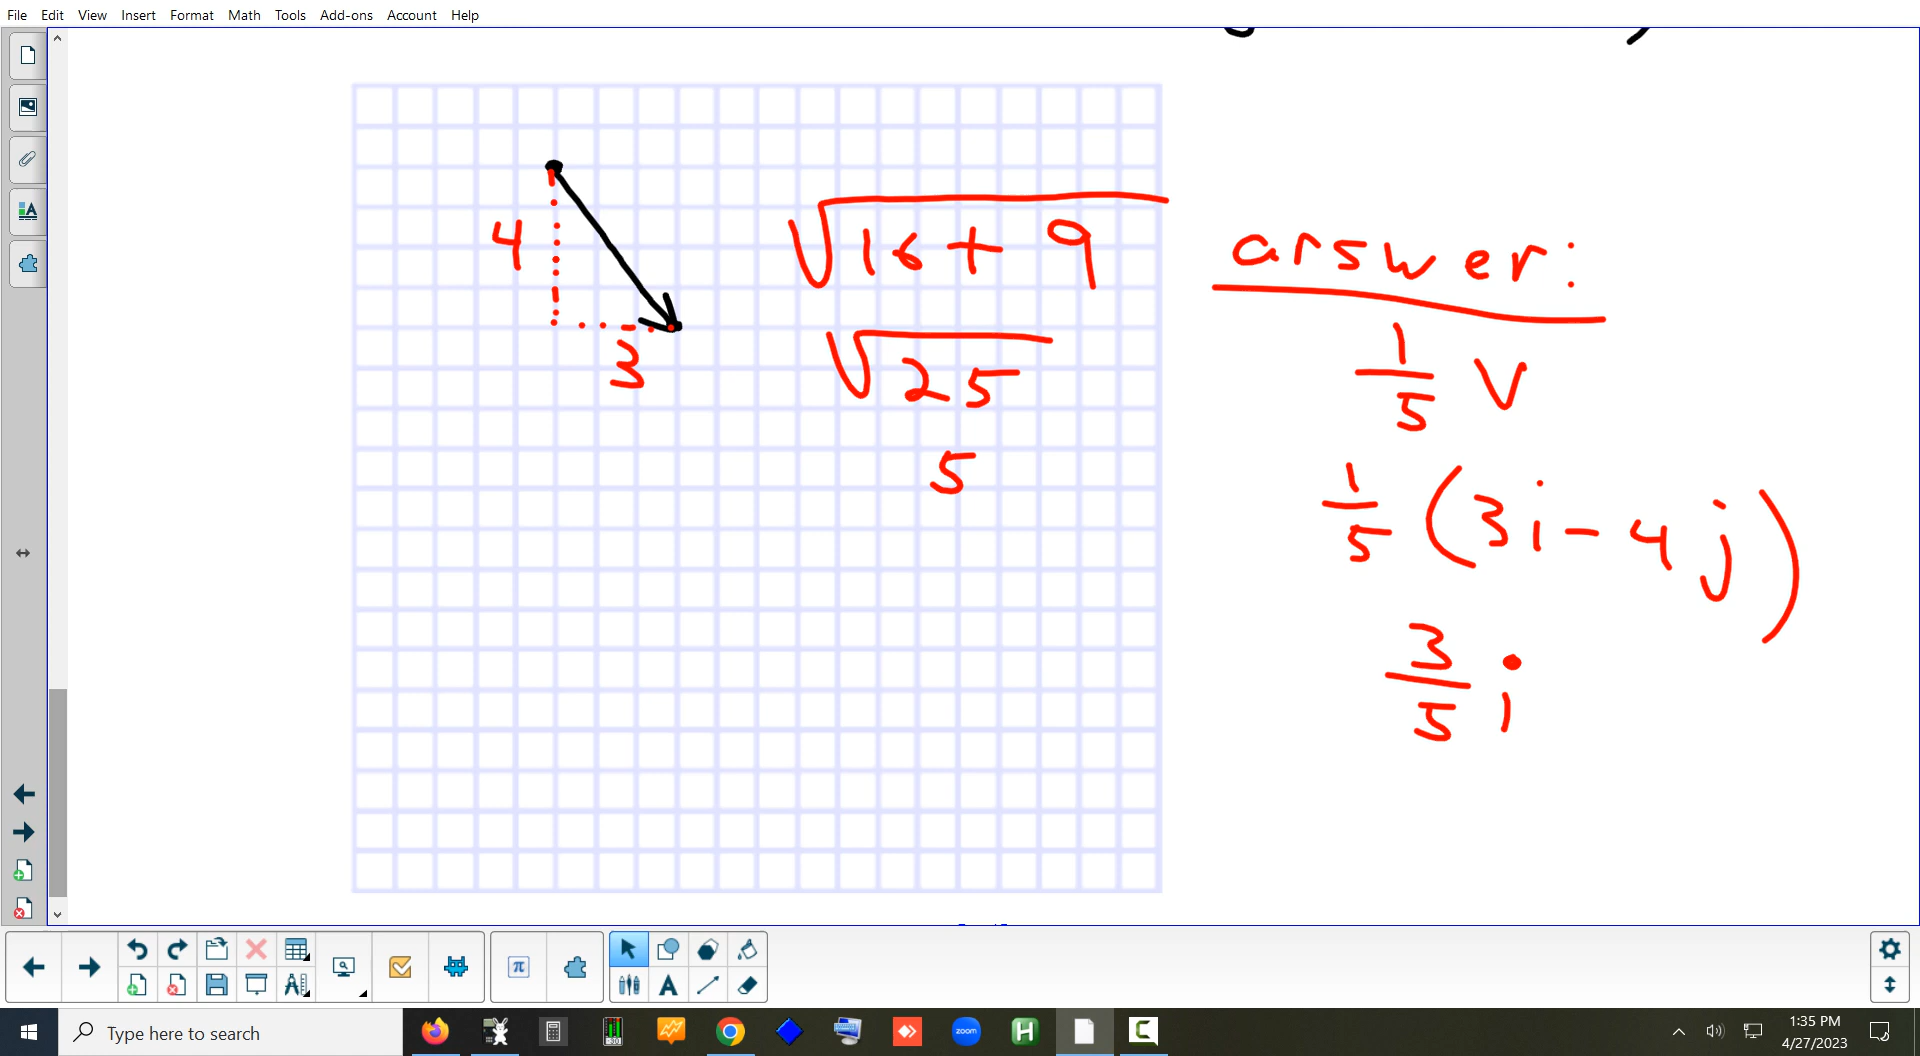 File Edit View Insert Format Math Tools Add-ons Account Help
4
3
√16 + 9
√25
5
answer:
1/5 V
1/5 (3i - 4j)
3/5 i
A
π
A
Type here to search
zoom
H
C
1:35 PM
4/27/2023